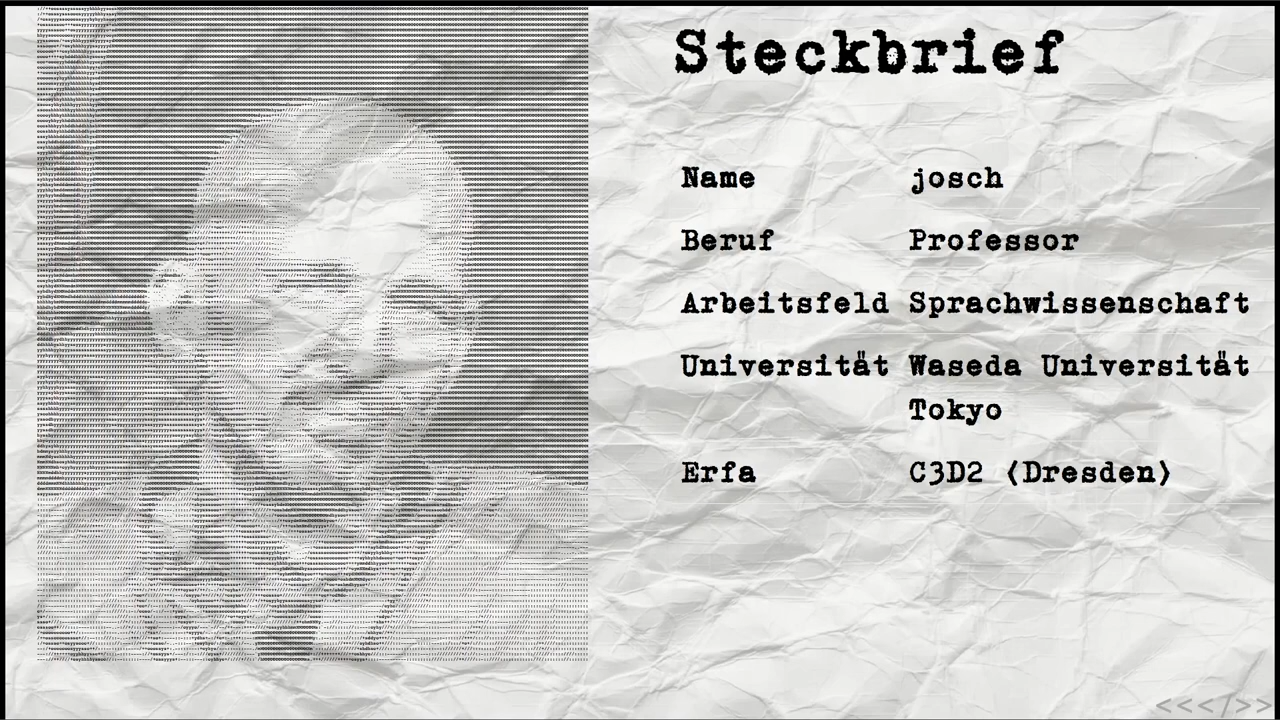 Steckbrief
Name josch
Beruf Professor
Arbeitsfeld Sprachwissenschaft
Universität Waseda Universität
Tokyo
Erfa C3D2 (Dresden)
<<</>>